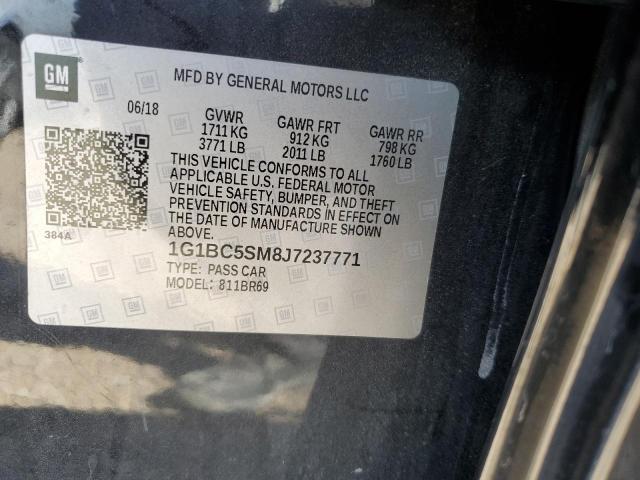 GM
MFD BY GENERAL MOTORS LLC
06/18 GVWR GAWR FRT GAWR RR
1711 KG 912 KG 798 KG
3771 LB 2011 LB 1760 LB
THIS VEHICLE CONFORMS TO ALL
APPLICABLE U.S. FEDERAL MOTOR
VEHICLE SAFETY, BUMPER, AND THEFT
PREVENTION STANDARDS IN EFFECT ON
THE DATE OF MANUFACTURE SHOWN
ABOVE.
384A
1G1BC5SM8J7237771
TYPE: PASS CAR
MODEL: 811BR69